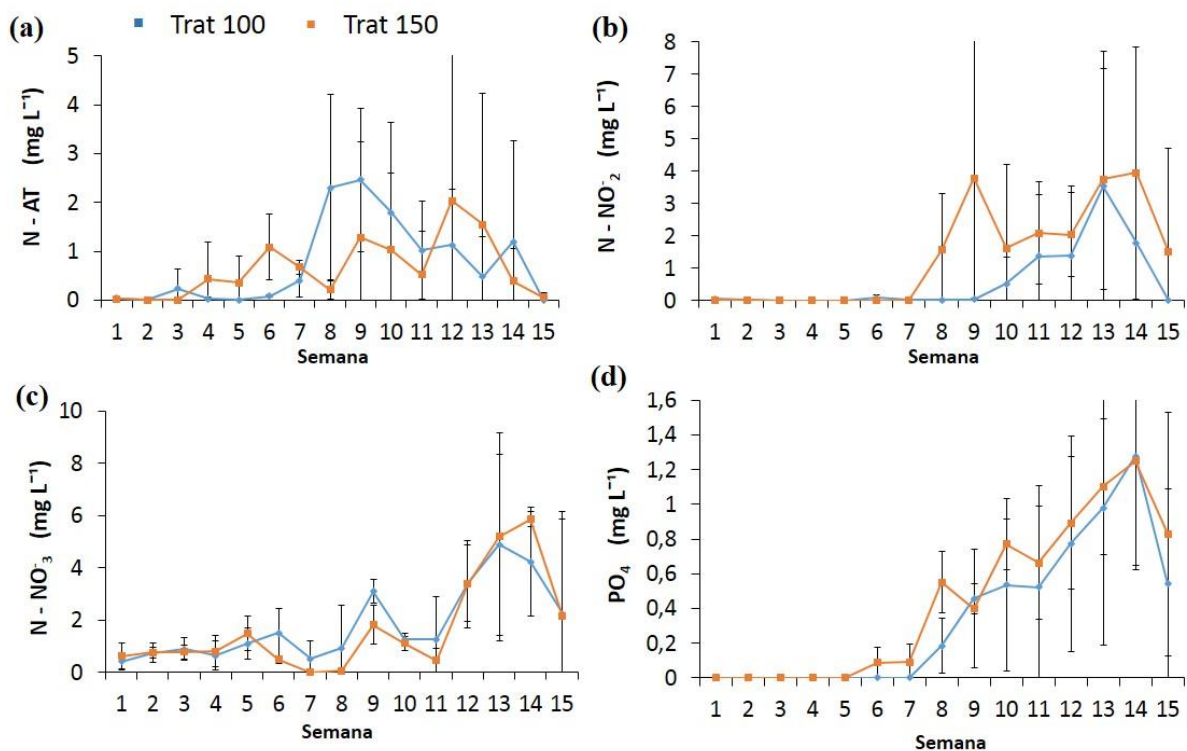 (a)
Trat 100 Trat 150
N - AT (mg L⁻¹)
5
4
3
2
1
0
1 2 3 4 5 6 7 8 9 10 11 12 13 14 15
Semana
(b)
N - NO⁻₂ (mg L⁻¹)
8
7
6
5
4
3
2
1
0
1 2 3 4 5 6 7 8 9 10 11 12 13 14 15
Semana
(c)
N - NO⁻₃ (mg L⁻¹)
10
8
6
4
2
0
1 2 3 4 5 6 7 8 9 10 11 12 13 14 15
Semana
(d)
PO₄ (mg L⁻¹)
1,6
1,4
1,2
1
0,8
0,6
0,4
0,2
0
1 2 3 4 5 6 7 8 9 10 11 12 13 14 15
Semana